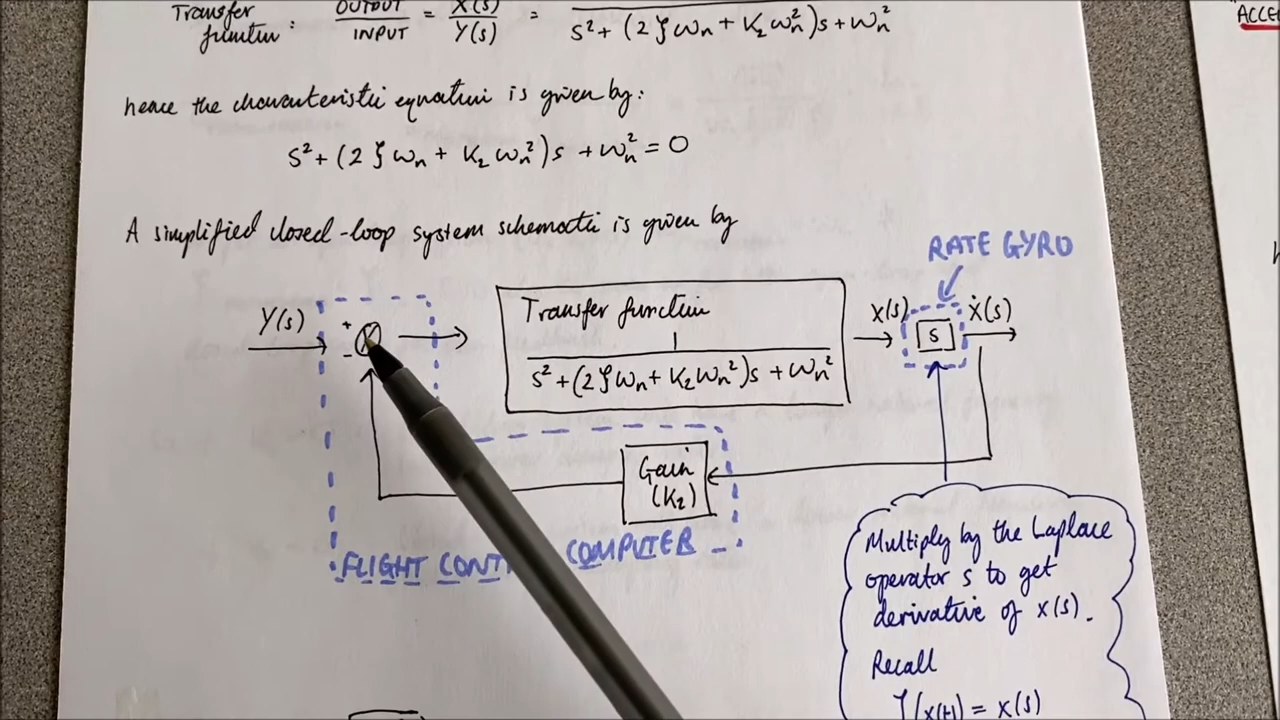 Transfer function: OUTPUT / INPUT = X(s) / Y(s) =
s² + (2ζωn + K₂ωn²)s + ωn²
ACCE
hence the characteristic equation is given by:
s² + (2ζωn + K₂ωn²)s + ωn² = 0
A simplified closed-loop system schematic is given by
RATE GYRO
Y(s)
+
-
Transfer function
1
s² + (2ζωn + K₂ωn²)s + ωn²
X(s)
s
Ẋ(s)
Gain
(K₂)
FLIGHT CONT COMPUTER
Multiply by the Laplace
operator s to get
derivative of X(s).
Recall
(x(t)) = X(s)